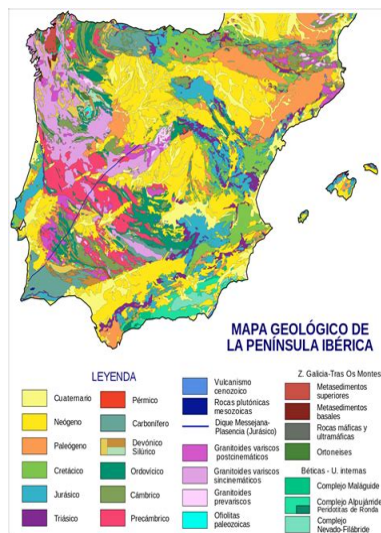 MAPA GEOLÓGICO DE
LA PENÍNSULA IBÉRICA
LEYENDA
Cuaternario
Neógeno
Paleógeno
Cretácico
Jurásico
Triásico
Pérmico
Carbonífero
Devónico
Silúrico
Ordovícico
Cámbrico
Precámbrico
Vulcanismo
cenozoico
Rocas plutónicas
mesozoicas
Dique Messejana-
Plasencia (Jurásico)
Granitoides variscos
postcinemáticos
Granitoides variscos
sincinemáticos
Granitoides
prevariscos
Ofiolitas
paleozoicas
Z. Galicia-Tras Os Montes
Metasedimentos
superiores
Metasedimentos
basales
Rocas máficas y
ultramáficas
Ortoneises
Béticas - U. internas
Complejo Maláguide
Complejo Alpujárride
Peridotitas de Ronda
Complejo
Nevado-Filábride